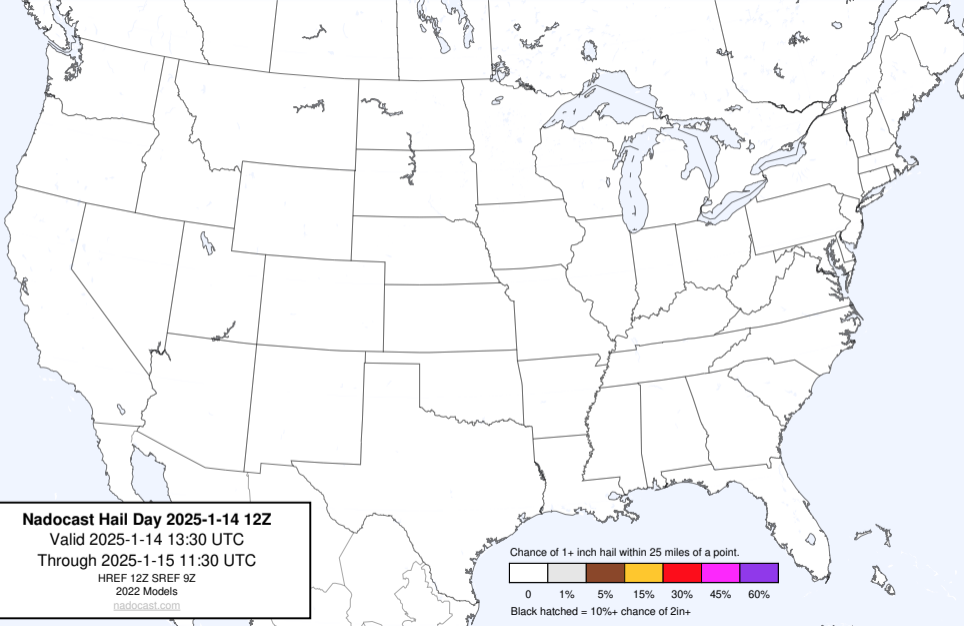 Nadocast Hail Day 2025-1-14 12Z
Valid 2025-1-14 13:30 UTC
Through 2025-1-15 11:30 UTC
HREF 12Z SREF 9Z
2022 Models
nadocast.com
Chance of 1+ inch hail within 25 miles of a point.
0 1% 5% 15% 30% 45% 60%
Black hatched = 10%+ chance of 2in+